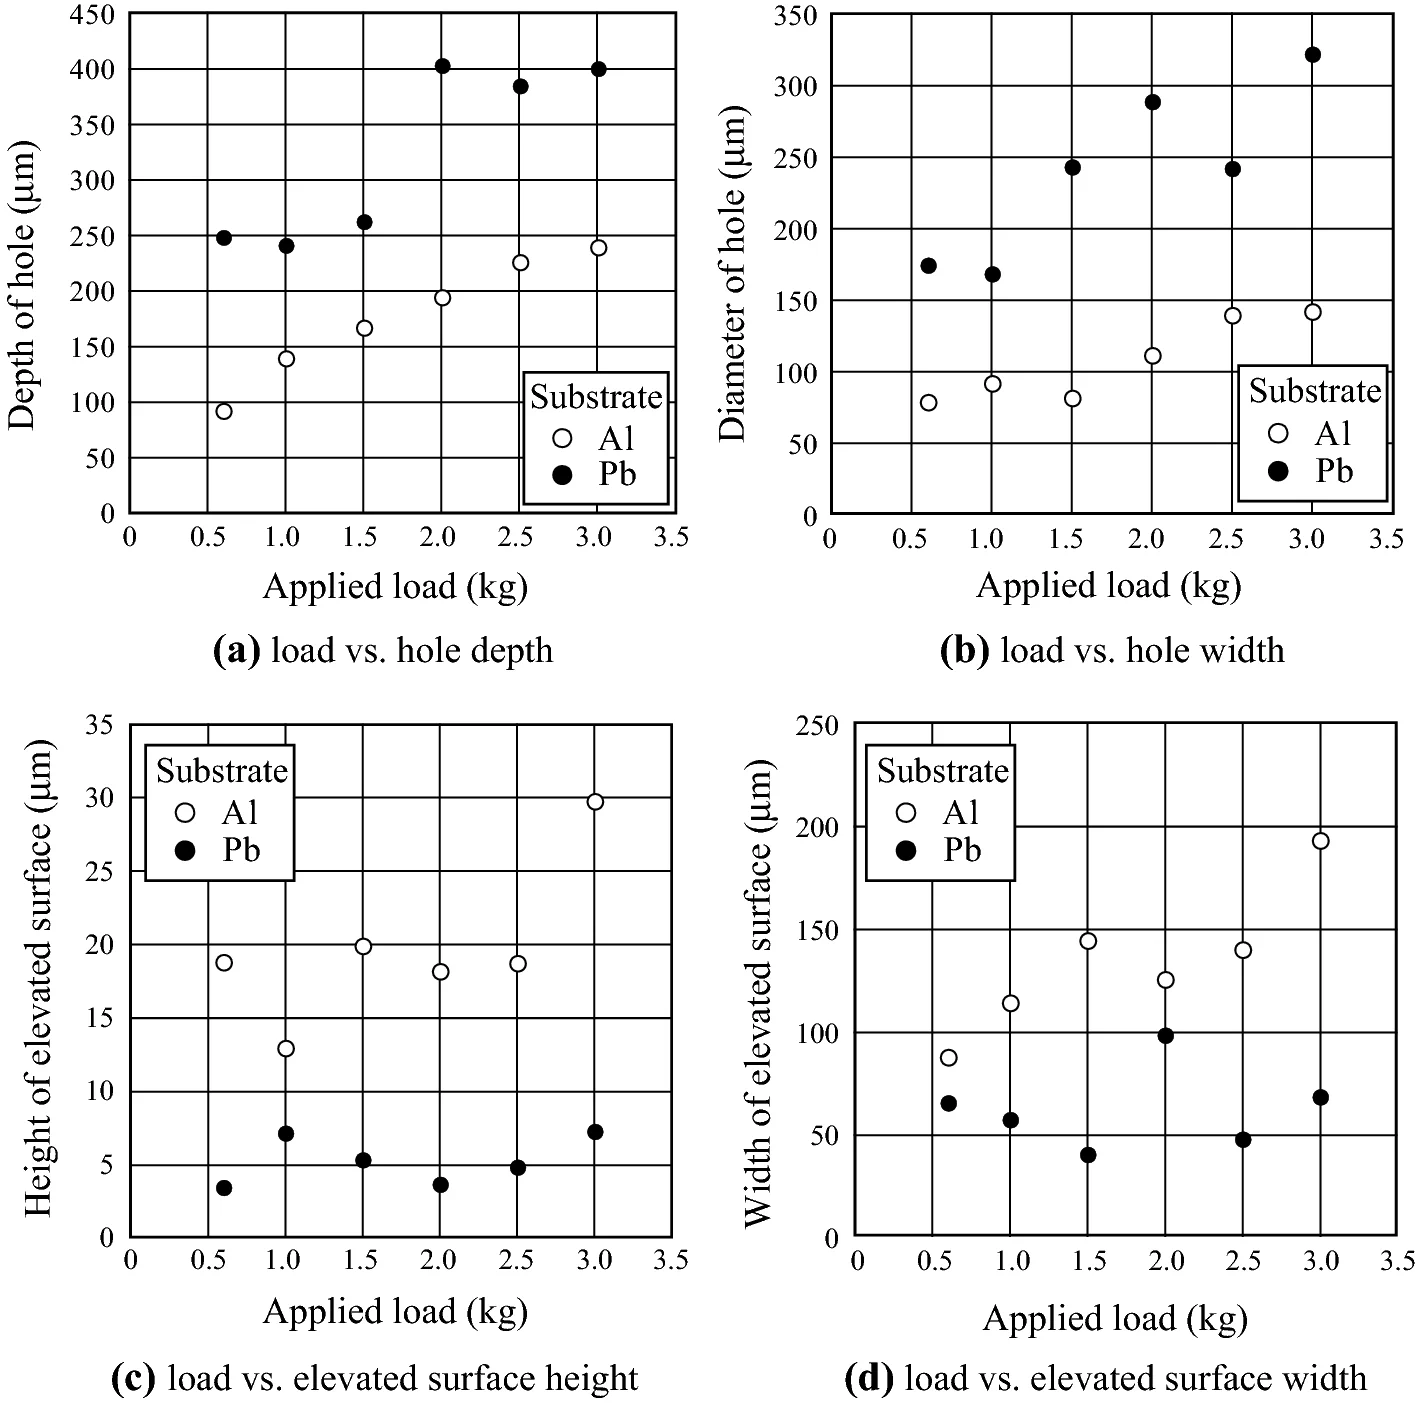 450
400
350
300
250
200
150
100
50
0
Depth of hole (μm)
Substrate
Al
Pb
0 0.5 1.0 1.5 2.0 2.5 3.0 3.5
Applied load (kg)
(a) load vs. hole depth
350
300
250
200
150
100
50
0
Diameter of hole (μm)
Substrate
Al
Pb
0 0.5 1.0 1.5 2.0 2.5 3.0 3.5
Applied load (kg)
(b) load vs. hole width
35
30
25
20
15
10
5
0
Height of elevated surface (μm)
Substrate
Al
Pb
0 0.5 1.0 1.5 2.0 2.5 3.0 3.5
Applied load (kg)
(c) load vs. elevated surface height
250
200
150
100
50
0
Width of elevated surface (μm)
Substrate
Al
Pb
0 0.5 1.0 1.5 2.0 2.5 3.0 3.5
Applied load (kg)
(d) load vs. elevated surface width